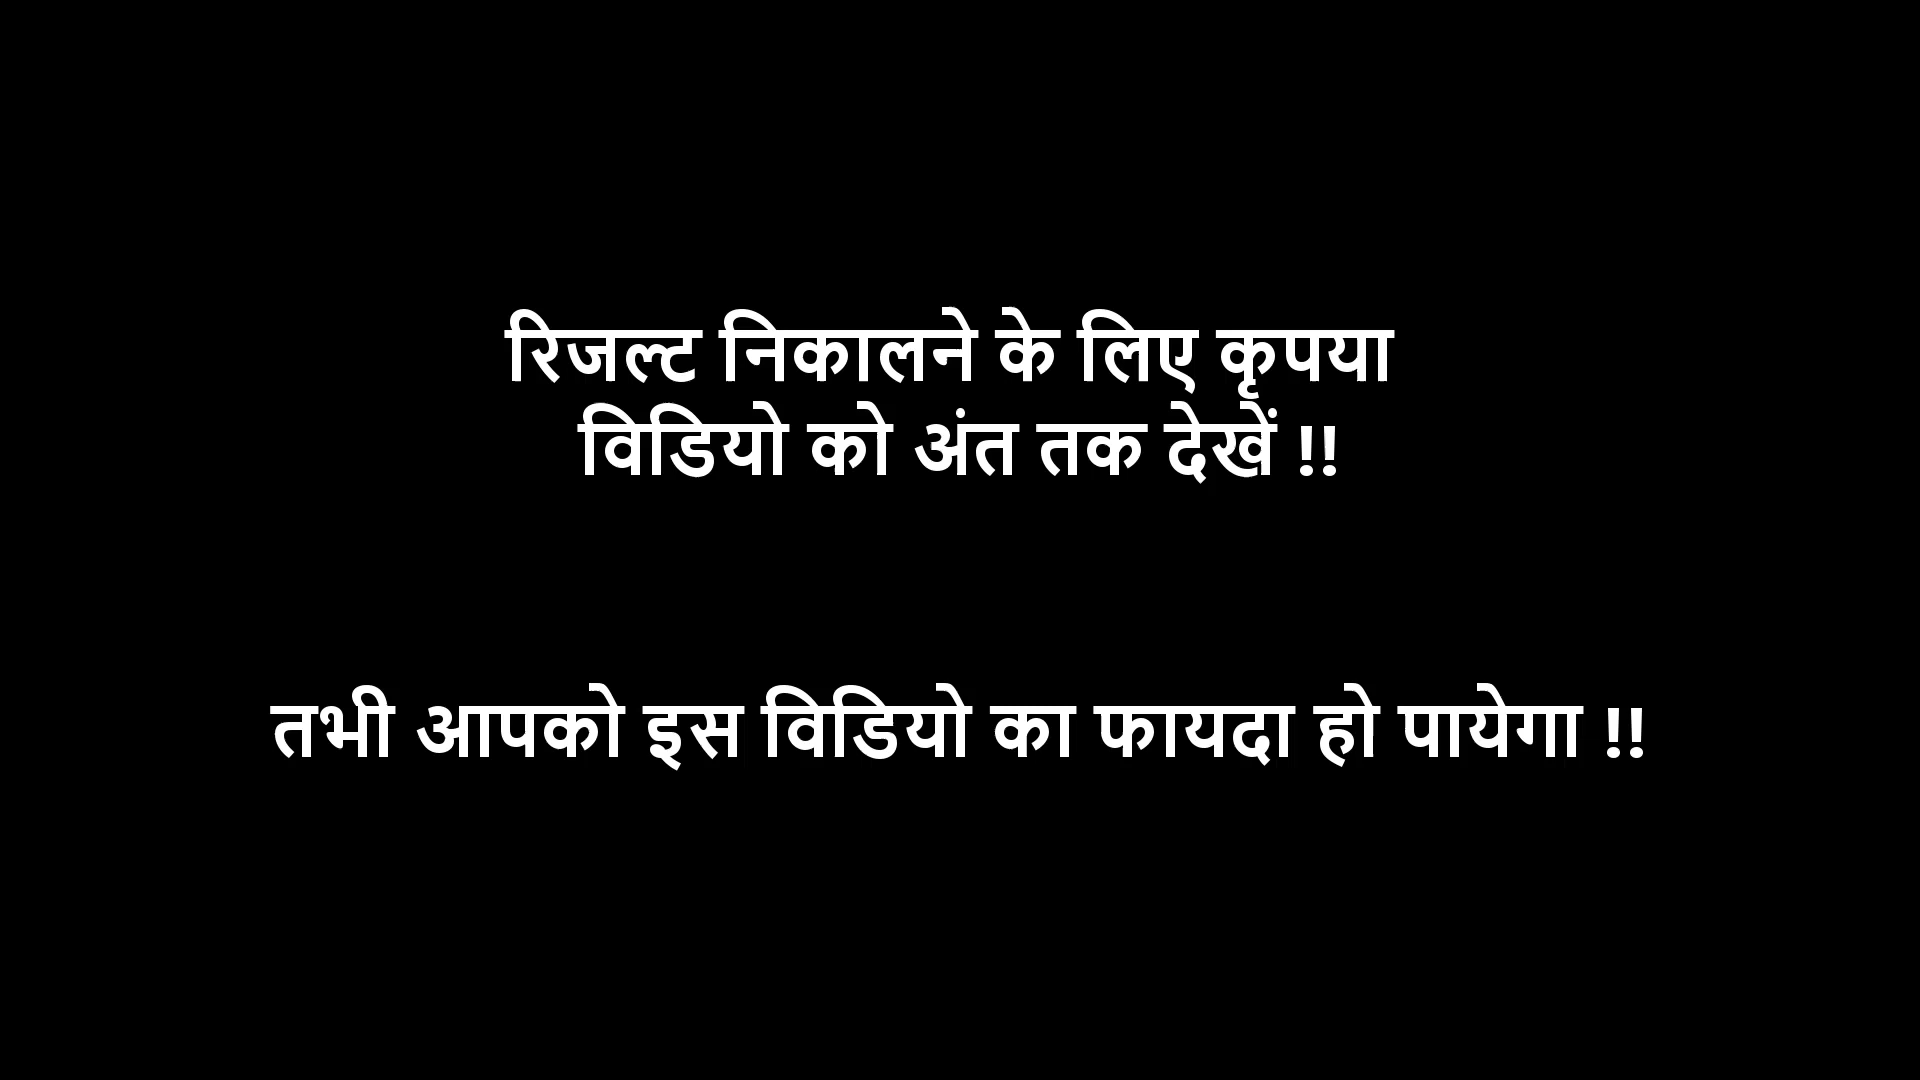 रिजल्ट निकालने के लिए कृपया
विडियो को अंत तक देखें !!
तभी आपको इस विडियो का फायदा हो पायेगा !!